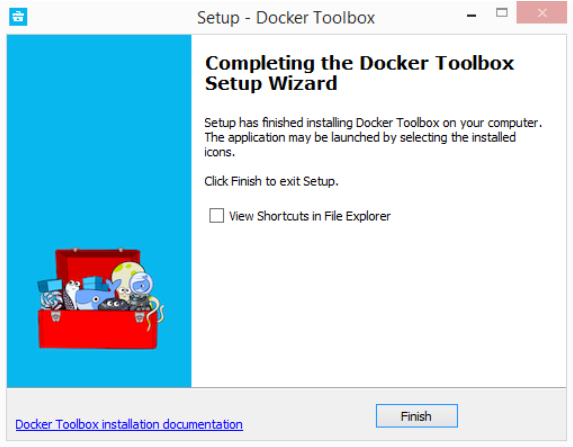 Setup - Docker Toolbox
Completing the Docker Toolbox
Setup Wizard
Setup has finished installing Docker Toolbox on your computer.
The application may be launched by selecting the installed
icons.
Click Finish to exit Setup.
View Shortcuts in File Explorer
Finish
Docker Toolbox installation documentation